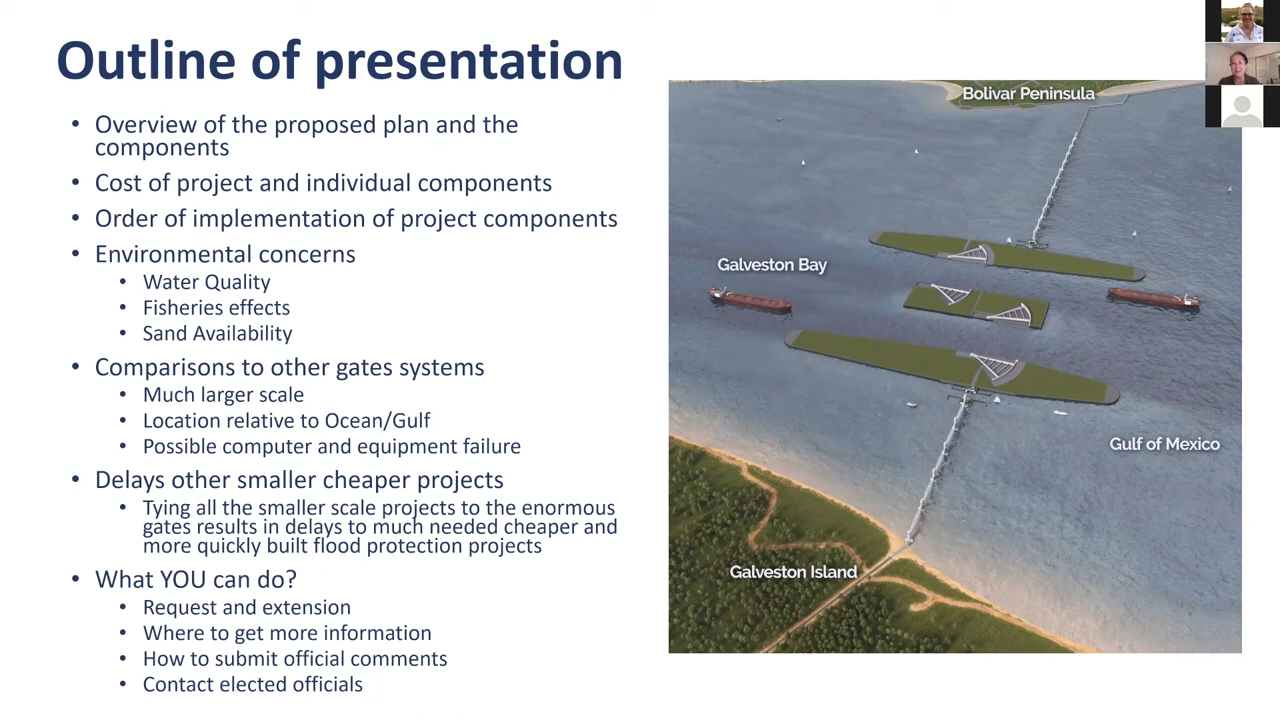 Outline of presentation
• Overview of the proposed plan and the
components
• Cost of project and individual components
• Order of implementation of project components
• Environmental concerns
• Water Quality
• Fisheries effects
• Sand Availability
• Comparisons to other gates systems
• Much larger scale
• Location relative to Ocean/Gulf
• Possible computer and equipment failure
• Delays other smaller cheaper projects
• Tying all the smaller scale projects to the enormous
gates results in delays to much needed cheaper and
more quickly built flood protection projects
• What YOU can do?
• Request and extension
• Where to get more information
• How to submit official comments
• Contact elected officials
Bolivar Peninsula
Galveston Bay
Gulf of Mexico
Galveston Island